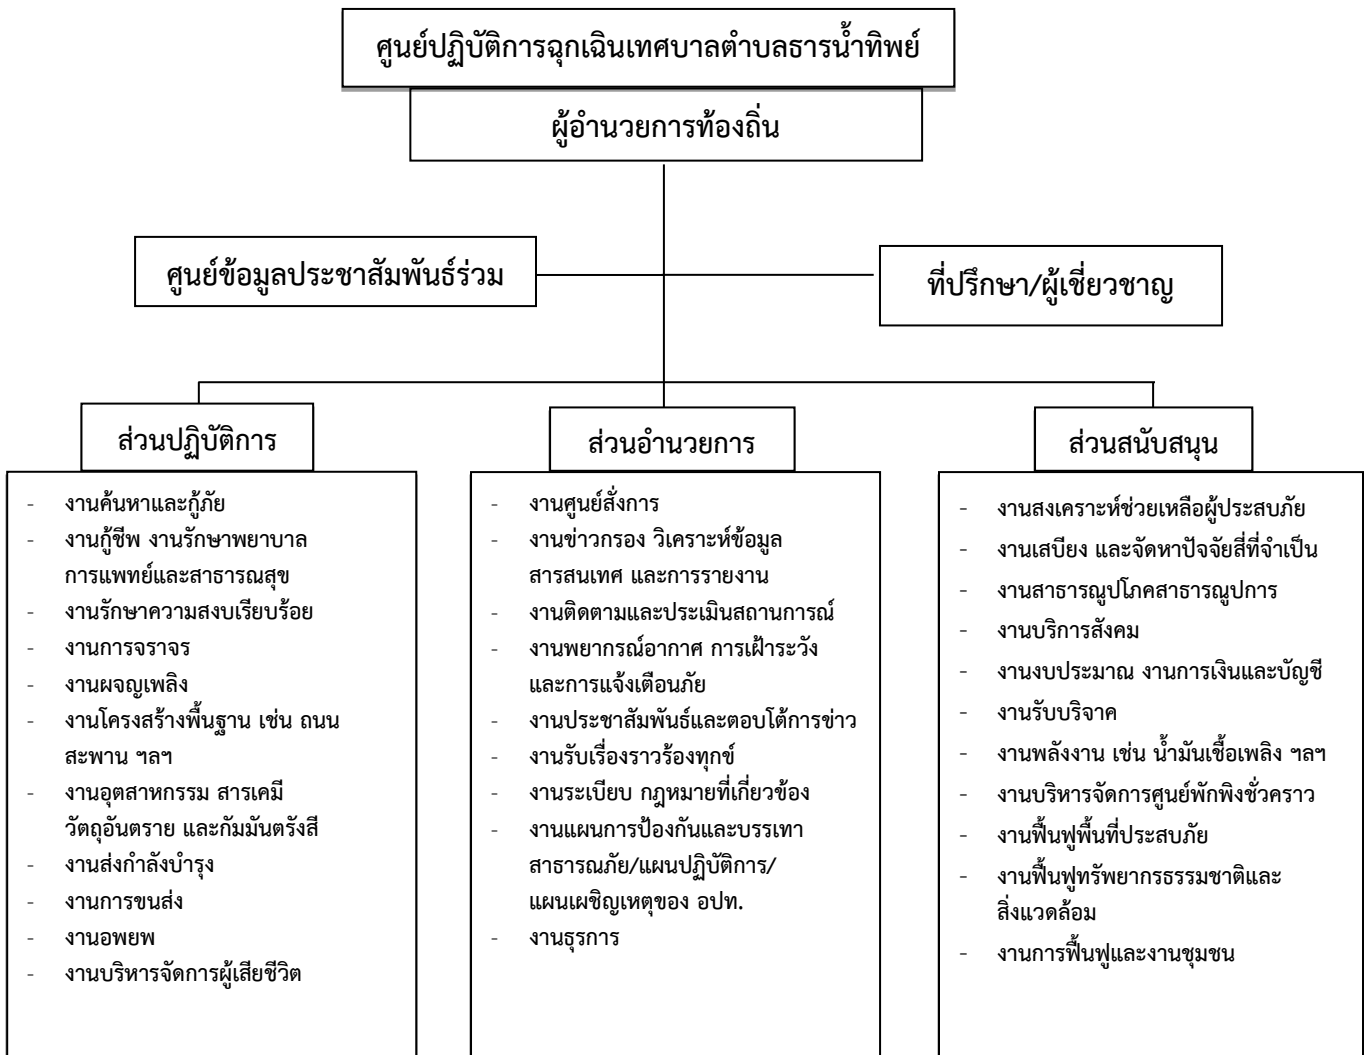 ศูนย์ปฏิบัติการฉุกเฉินเทศบาลตำบลธารน้ำทิพย์
ผู้อำนวยการท้องถิ่น
ศูนย์ข้อมูลประชาสัมพันธ์ร่วม
ที่ปรึกษา/ผู้เชี่ยวชาญ
ส่วนปฏิบัติการ
- งานค้นหาและกู้ภัย
- งานกู้ชีพ งานรักษาพยาบาล
การแพทย์และสาธารณสุข
- งานรักษาความสงบเรียบร้อย
- งานการจราจร
- งานผจญเพลิง
- งานโครงสร้างพื้นฐาน เช่น ถนน
สะพาน ฯลฯ
- งานอุตสาหกรรม สารเคมี
วัตถุอันตราย และกัมมันตรังสี
- งานส่งกำลังบำรุง
- งานการขนส่ง
- งานอพยพ
- งานบริหารจัดการผู้เสียชีวิต
ส่วนอำนวยการ
- งานศูนย์สั่งการ
- งานข่าวกรอง วิเคราะห์ข้อมูล
สารสนเทศ และการรายงาน
- งานติดตามและประเมินสถานการณ์
- งานพยากรณ์อากาศ การเฝ้าระวัง
และการแจ้งเตือนภัย
- งานประชาสัมพันธ์และตอบโต้การข่าว
- งานรับเรื่องราวร้องทุกข์
- งานระเบียบ กฎหมายที่เกี่ยวข้อง
- งานแผนการป้องกันและบรรเทา
สาธารณภัย/แผนปฏิบัติการ/
แผนเผชิญเหตุของ อปท.
- งานธุรการ
ส่วนสนับสนุน
- งานสงเคราะห์ช่วยเหลือผู้ประสบภัย
- งานเสบียง และจัดหาปัจจัยสี่ที่จำเป็น
- งานสาธารณูปโภคสาธารณูปการ
- งานบริการสังคม
- งานงบประมาณ งานการเงินและบัญชี
- งานรับบริจาค
- งานพลังงาน เช่น น้ำมันเชื้อเพลิง ฯลฯ
- งานบริหารจัดการศูนย์พักพิงชั่วคราว
- งานฟื้นฟูพื้นที่ประสบภัย
- งานฟื้นฟูทรัพยากรธรรมชาติและ
สิ่งแวดล้อม
- งานการฟื้นฟูและงานชุมชน